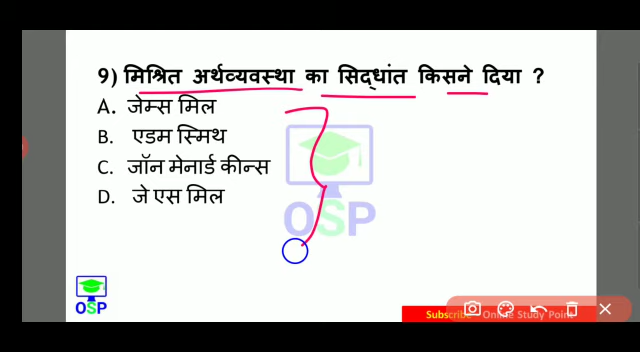 9) मिश्रित अर्थव्यवस्था का सिद्धांत किसने दिया ?
A. जेम्स मिल
B. एडम स्मिथ
C. जॉन मेनार्ड कीन्स
D. जे एस मिल
OSP
OSP
Subscribe Online Study Point